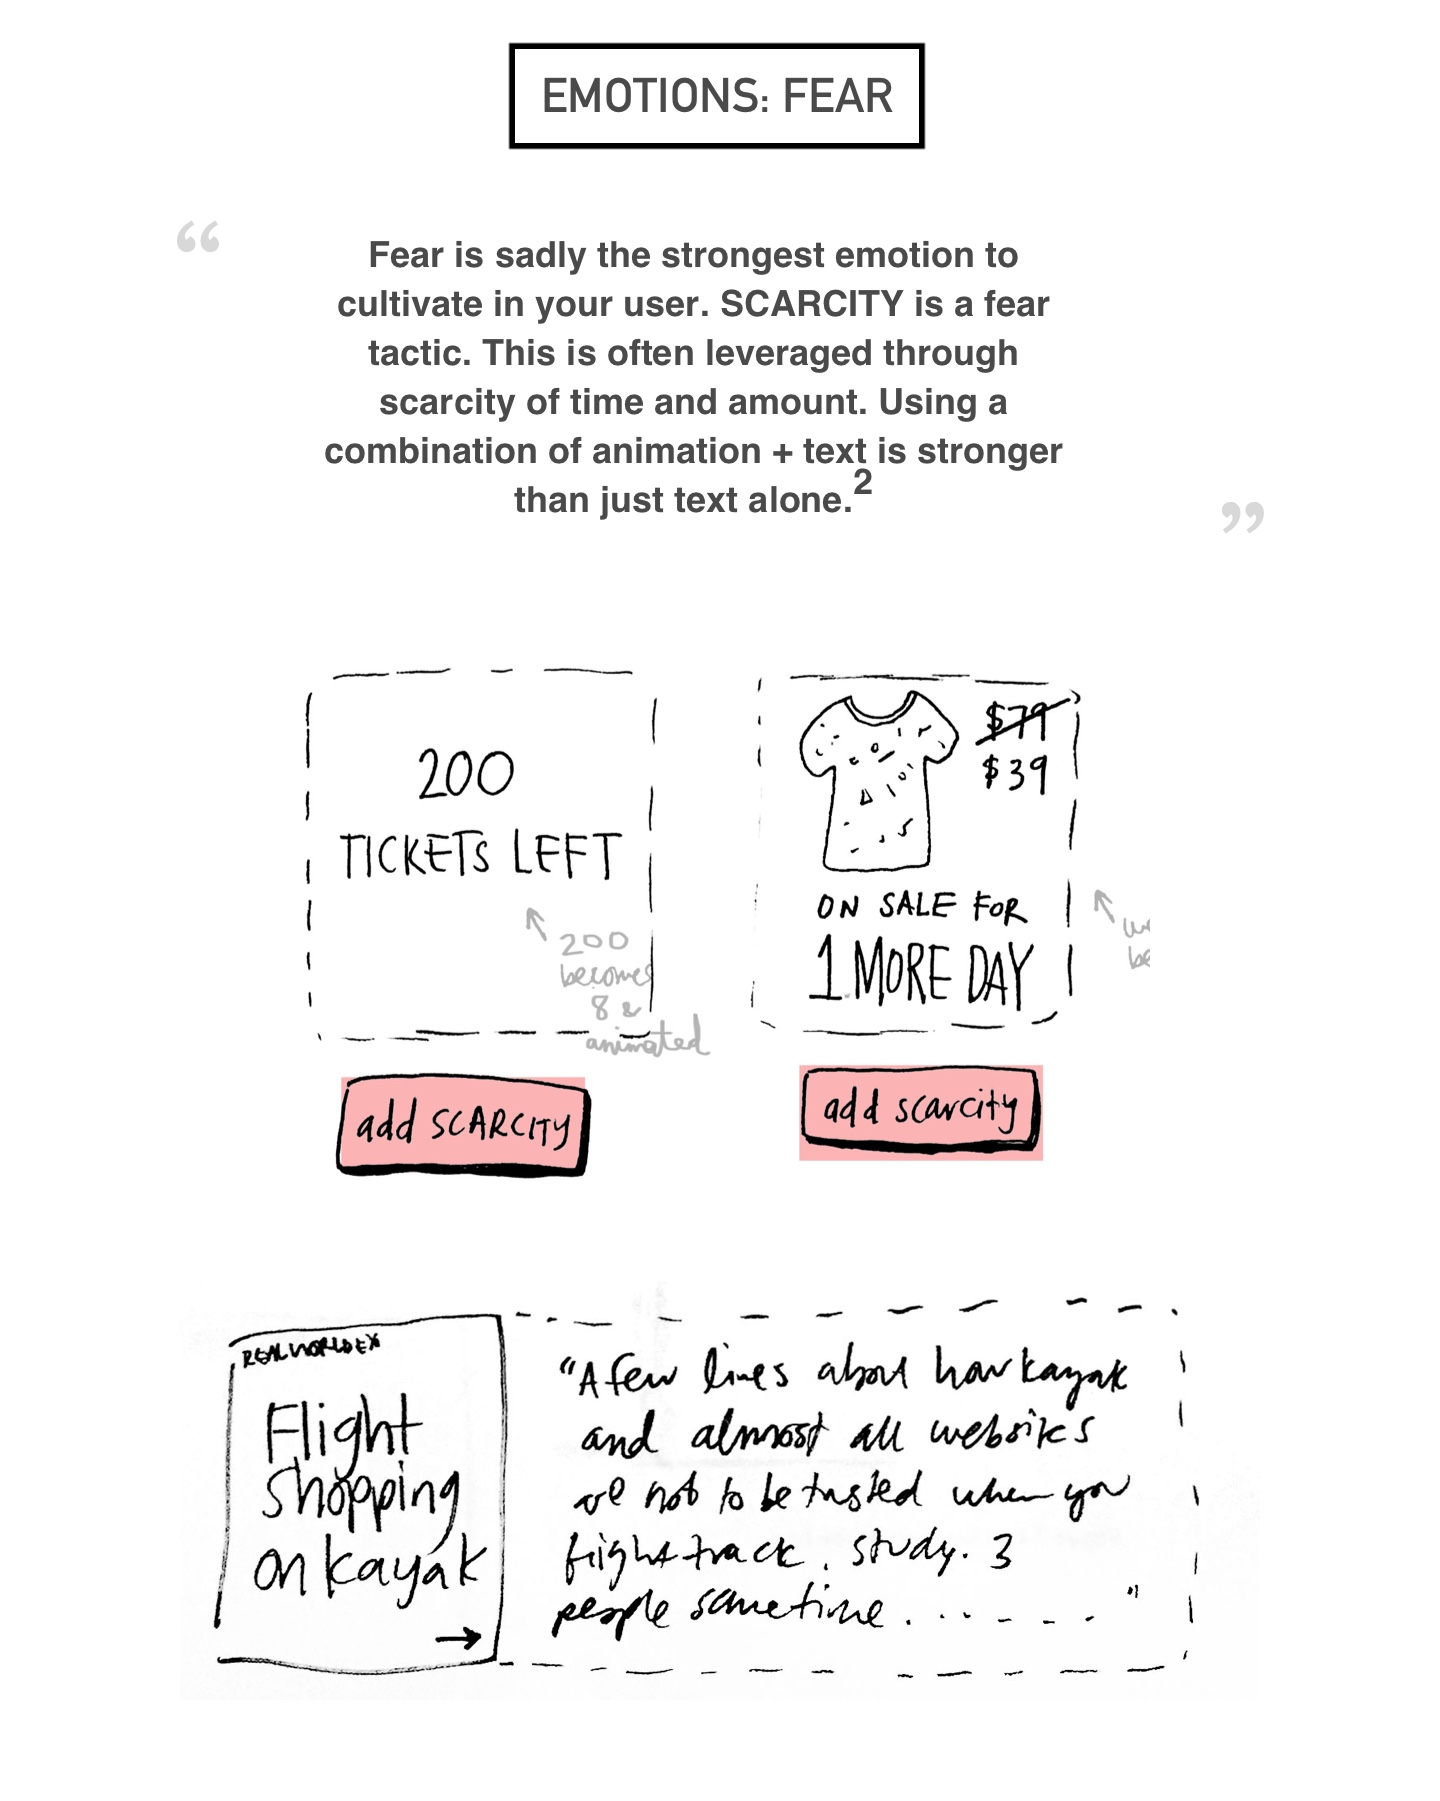 EMOTIONS: FEAR
“
Fear is sadly the strongest emotion to
cultivate in your user. SCARCITY is a fear
tactic. This is often leveraged through
scarcity of time and amount. Using a
combination of animation + text is stronger
than just text alone.2
”
200
TICKETS LEFT
200
becomes
8 &
animated
add SCARCITY
$79
$39
ON SALE FOR
1 MORE DAY
be
add scarcity
REAL WORLD EX
Flight
shopping
on kayak
→
“A few lines about how kayak
and almost all websites
are not to be trusted when you
flight track. study. 3
people sometime . . . . - - - ”